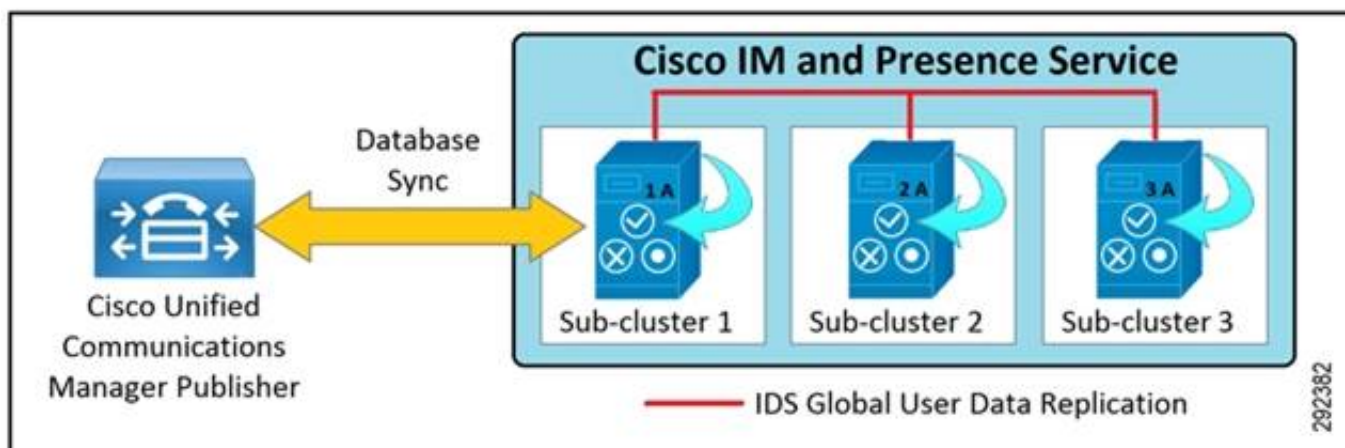 Cisco IM and Presence Service
Database
Sync
1 A
2 A
3 A
Sub-cluster 1
Sub-cluster 2
Sub-cluster 3
Cisco Unified
Communications
Manager Publisher
IDS Global User Data Replication
292382